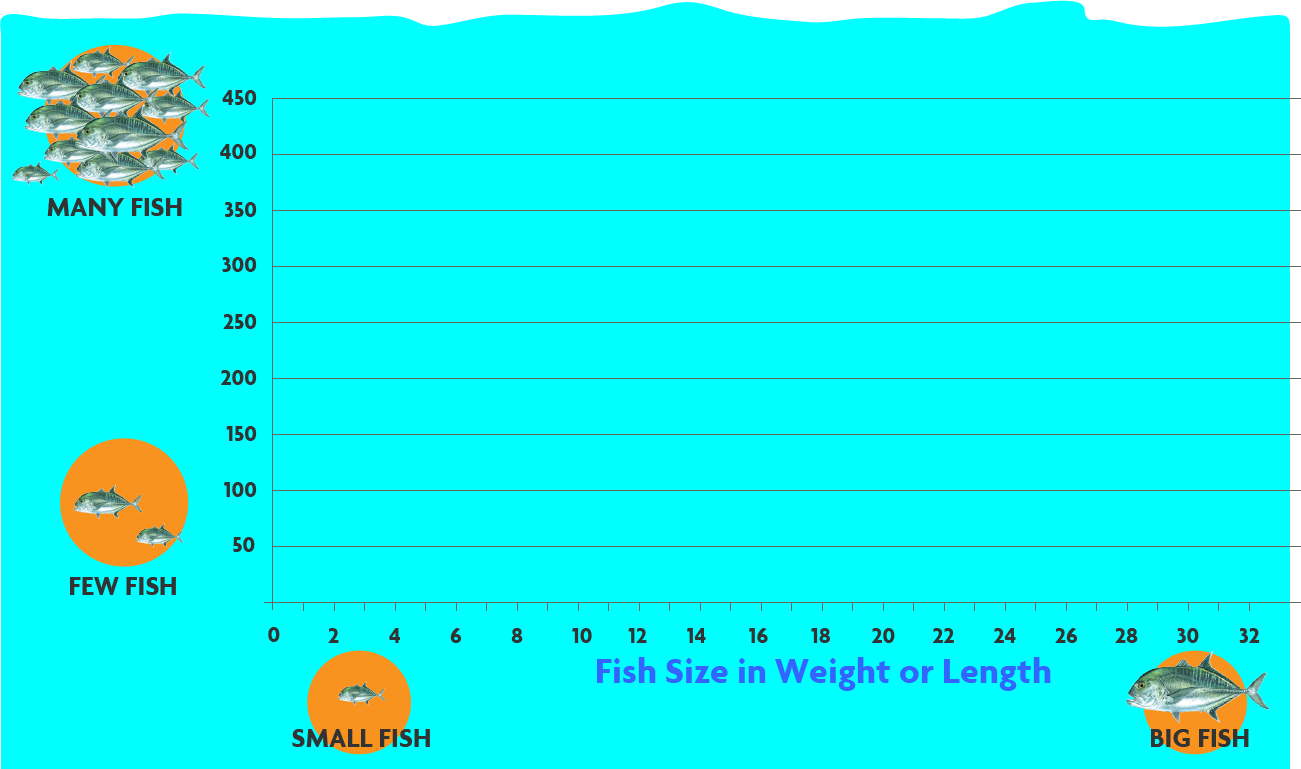 450
400
MANY FISH
350
300
250
200
150
100
50
FEW FISH
0 2 4 6 8 10 12 14 16 18 20 22 24 26 28 30 32
Fish Size in Weight or Length
SMALL FISH
BIG FISH